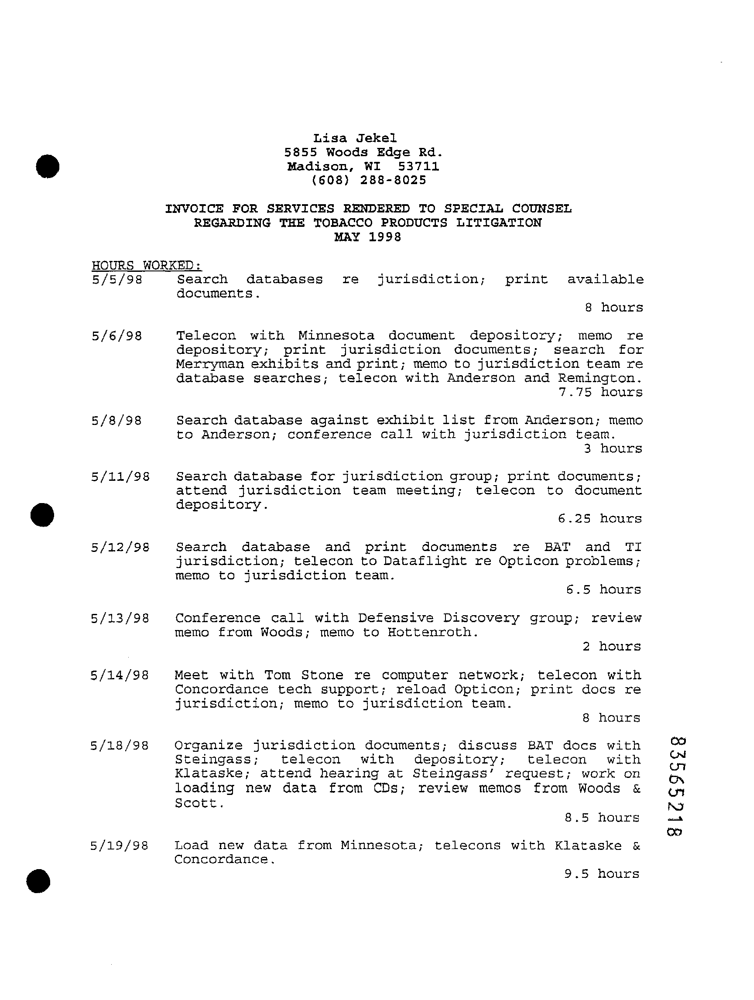 Lisa Jekel
5855 Woods Edge Rd.
Madison, WI 53711
(608) 288-8025
INVOICE FOR SERVICES RENDERED TO SPECIAL COUNSEL
REGARDING THE TOBACCO PRODUCTS LITIGATION
MAY 1998
HOURS WORKED:
5/5/98 Search databases re jurisdiction; print available
documents.
8 hours
5/6/98 Telecon with Minnesota document depository; memo re
depository; print jurisdiction documents; search for
Merryman exhibits and print; memo to jurisdiction team re
database searches; telecon with Anderson and Remington.
7.75 hours
5/8/98 Search database against exhibit list from Anderson; memo
to Anderson; conference call with jurisdiction team.
3 hours
5/11/98 Search database for jurisdiction group; print documents;
attend jurisdiction team meeting; telecon to document
depository.
6.25 hours
5/12/98 Search database and print documents re BAT and TI
jurisdiction; telecon to Dataflight re Opticon problems;
memo to jurisdiction team.
6.5 hours
5/13/98 Conference call with Defensive Discovery group; review
memo from Woods; memo to Hottenroth.
2 hours
5/14/98 Meet with Tom Stone re computer network; telecon with
Concordance tech support; reload Opticon; print docs re
jurisdiction; memo to jurisdiction team.
8 hours
5/18/98 Organize jurisdiction documents; discuss BAT docs with
Steingass; telecon with depository; telecon with
Klataske; attend hearing at Steingass' request; work on
loading new data from CDs; review memos from Woods &
Scott.
8.5 hours
5/19/98 Load new data from Minnesota; telecons with Klataske &
Concordance.
9.5 hours
83565218